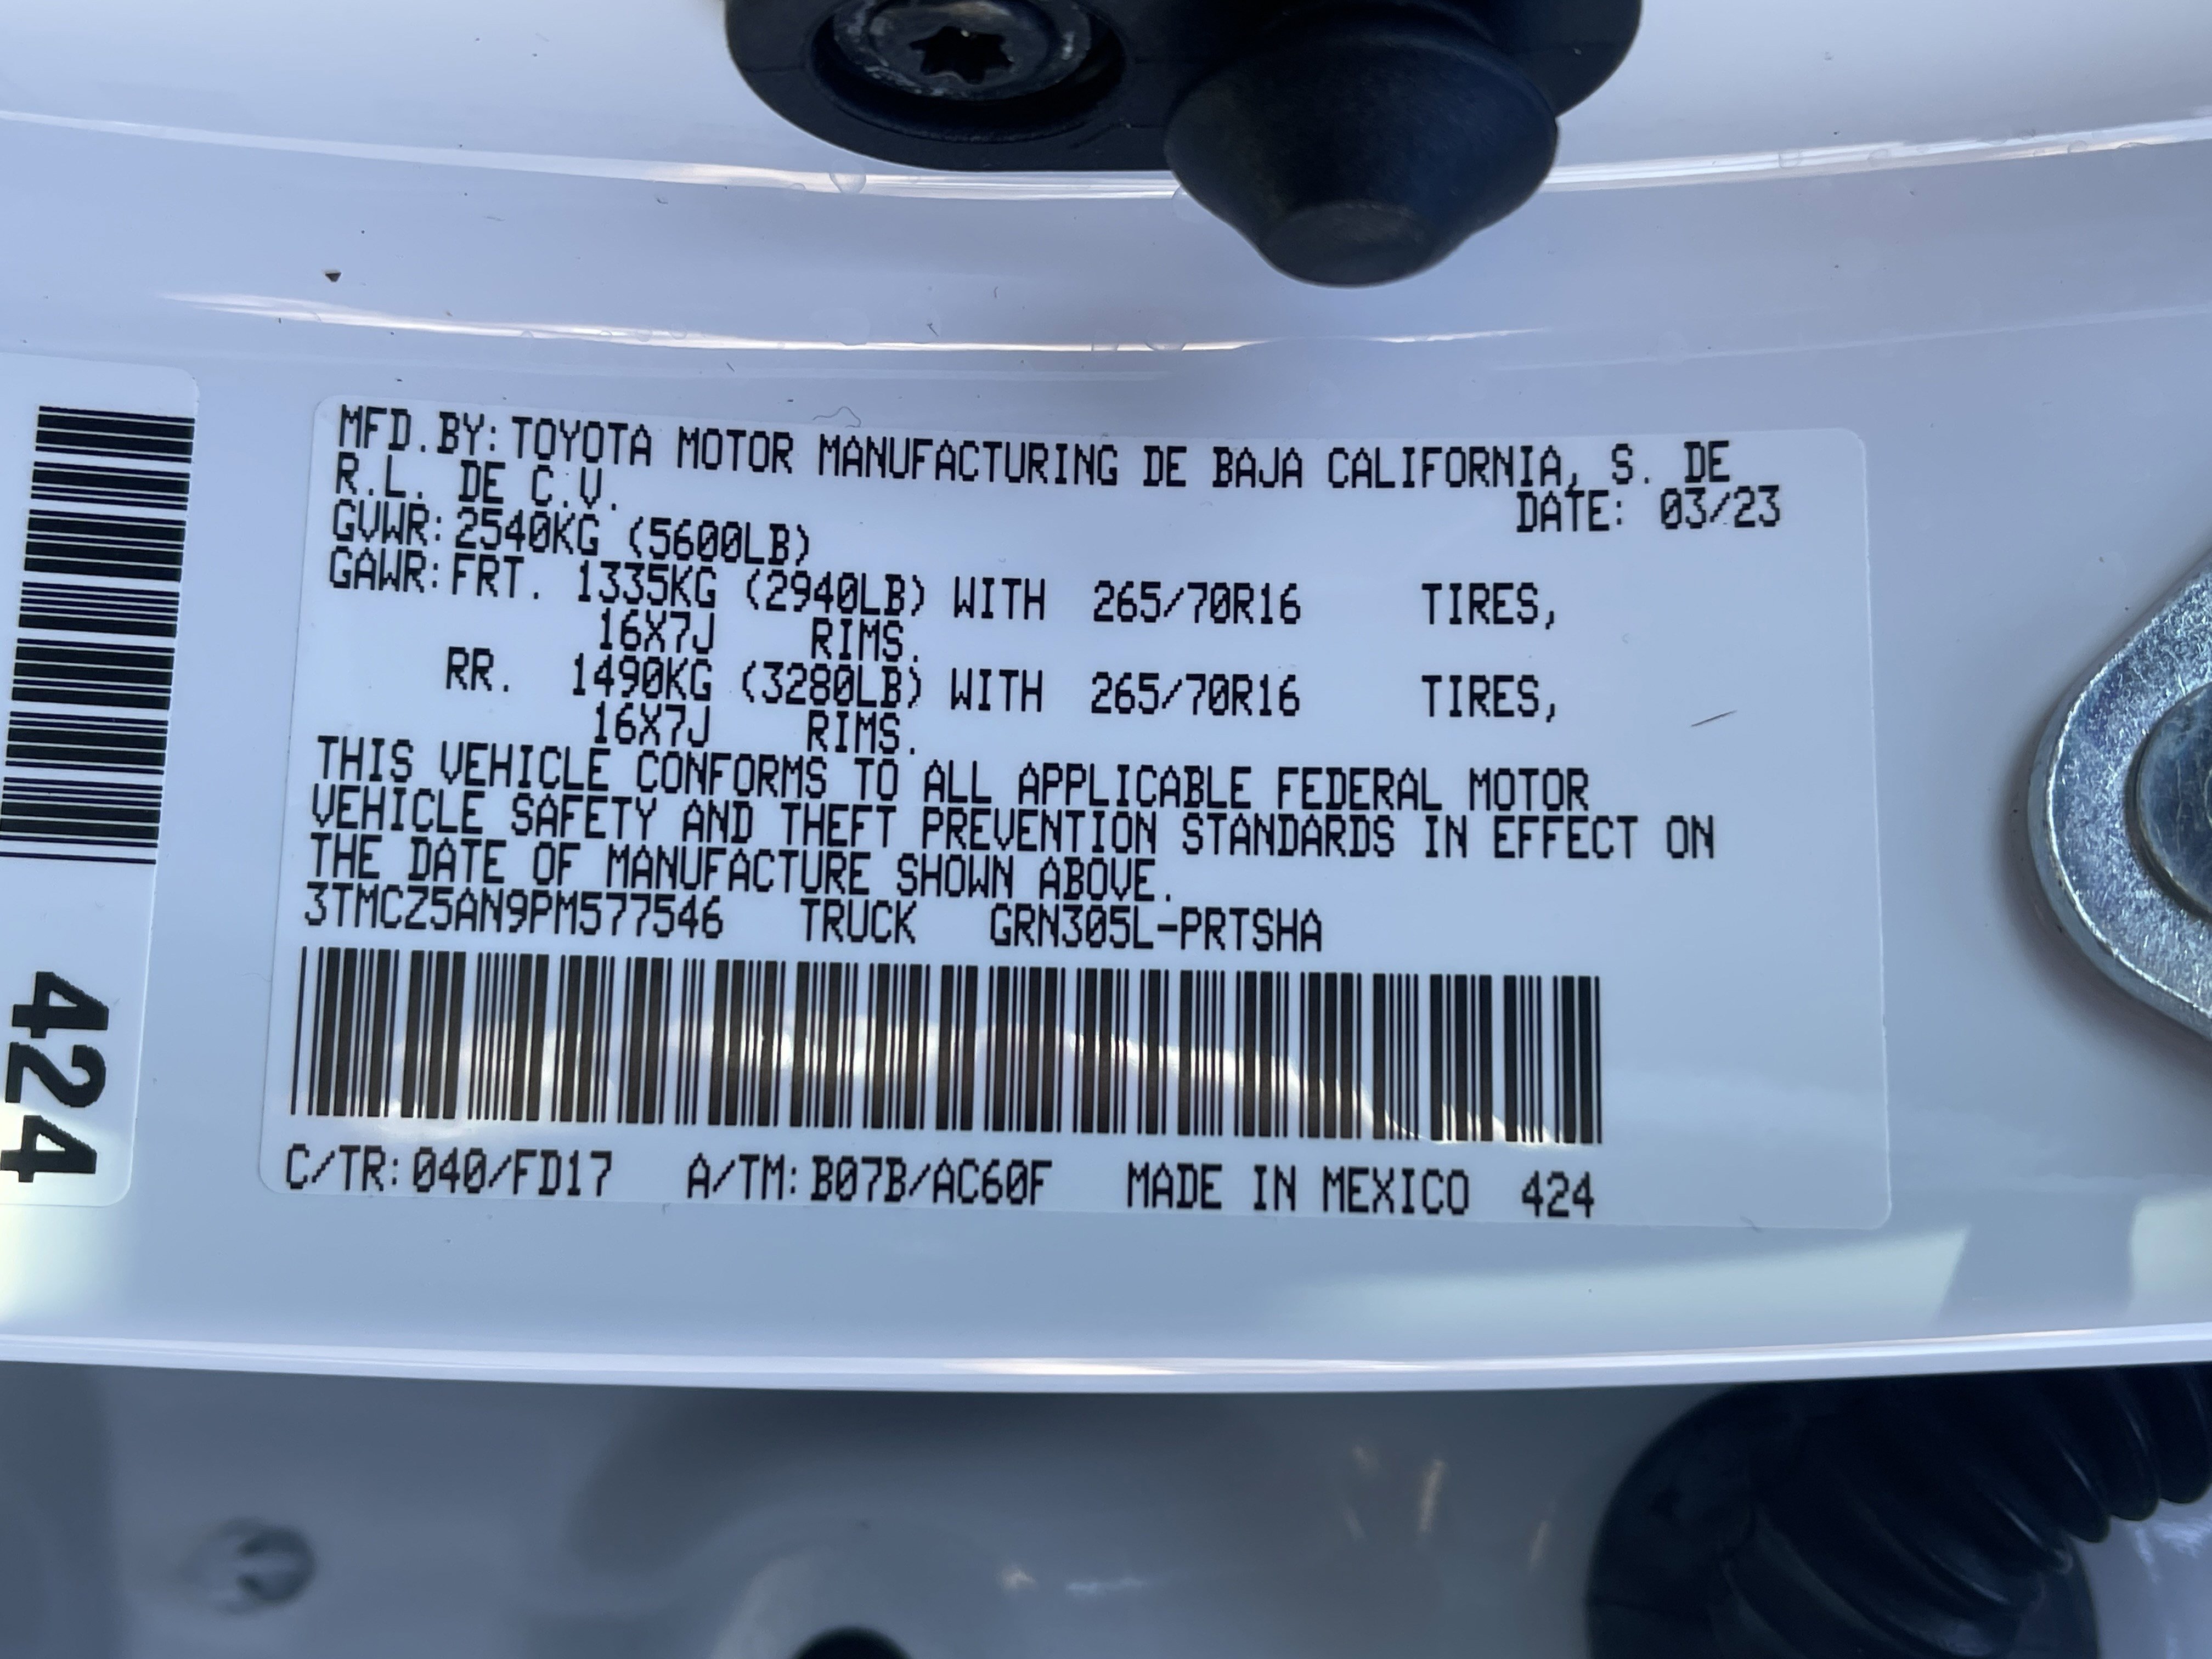 MFD.BY: TOYOTA MOTOR MANUFACTURING DE BAJA CALIFORNIA, S. DE
R.L. DE C.V. DATE: 03/23
GVWR: 2540KG (5600LB)
GAWR: FRT. 1335KG (2940LB) WITH 265/70R16 TIRES,
16X7J RIMS.
RR. 1490KG (3280LB) WITH 265/70R16 TIRES,
16X7J RIMS.
THIS VEHICLE CONFORMS TO ALL APPLICABLE FEDERAL MOTOR
VEHICLE SAFETY AND THEFT PREVENTION STANDARDS IN EFFECT ON
THE DATE OF MANUFACTURE SHOWN ABOVE.
3TMCZ5AN9PM577546 TRUCK GRN305L-PRTSHA
C/TR: 040/FD17 A/TM: B07B/AC60F MADE IN MEXICO 424
424